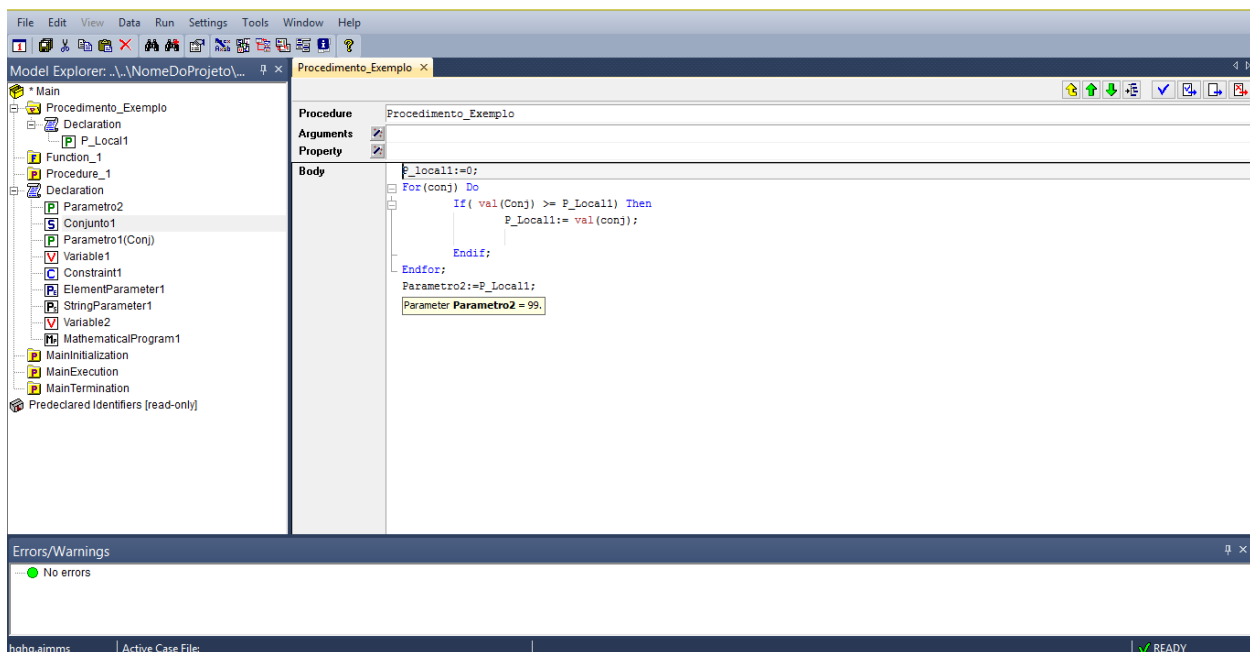 File Edit View Data Run Settings Tools Window Help
Model Explorer: ..\..\NomeDoProjeto\...
Procedimento_Exemplo
* Main
Procedimento_Exemplo
Declaration
P_Local1
Function_1
Procedure_1
Declaration
Parametro2
Conjunto1
Parametro1(Conj)
Variable1
Constraint1
ElementParameter1
StringParameter1
Variable2
MathematicalProgram1
MainInitialization
MainExecution
MainTermination
Predeclared Identifiers [read-only]
Procedure Procedimento_Exemplo
Arguments
Property
Body
P_local1:=0;
For(conj) Do
If( val(Conj) >= P_Local1) Then
P_Local1:= val(conj);
Endif;
Endfor;
Parametro2:=P_Local1;
Parameter Parametro2 = 99.
Errors/Warnings
No errors
hghg.aimms Active Case File: READY